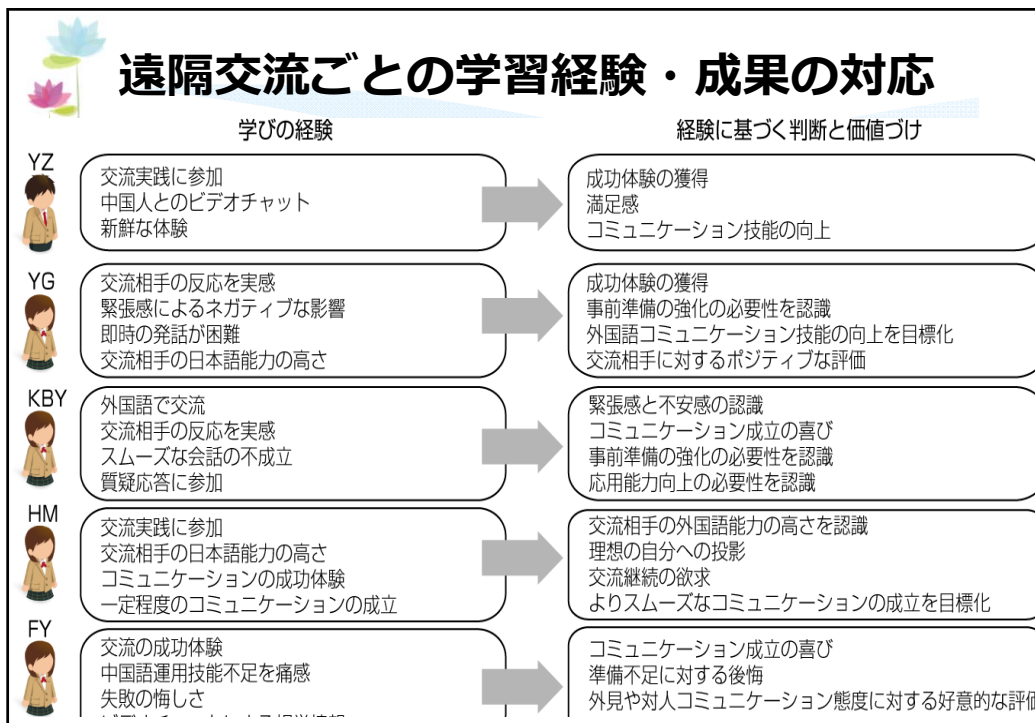 遠隔交流ごとの学習経験・成果の対応
学びの経験
経験に基づく判断と価値づけ
YZ
交流実践に参加
中国人とのビデオチャット
新鮮な体験
成功体験の獲得
満足感
コミュニケーション技能の向上
YG
交流相手の反応を実感
緊張感によるネガティブな影響
即時の発話が困難
交流相手の日本語能力の高さ
成功体験の獲得
事前準備の強化の必要性を認識
外国語コミュニケーション技能の向上を目標化
交流相手に対するポジティブな評価
KBY
外国語で交流
交流相手の反応を実感
スムーズな会話の不成立
質疑応答に参加
緊張感と不安感の認識
コミュニケーション成立の喜び
事前準備の強化の必要性を認識
応用能力向上の必要性を認識
HM
交流実践に参加
交流相手の日本語能力の高さ
コミュニケーションの成功体験
一定程度のコミュニケーションの成立
交流相手の外国語能力の高さを認識
理想の自分への投影
交流継続の欲求
よりスムーズなコミュニケーションの成立を目標化
FY
交流の成功体験
中国語運用技能不足を痛感
失敗の悔しさ
コミュニケーション成立の喜び
準備不足に対する後悔
外見や対人コミュニケーション態度に対する好意的な評価